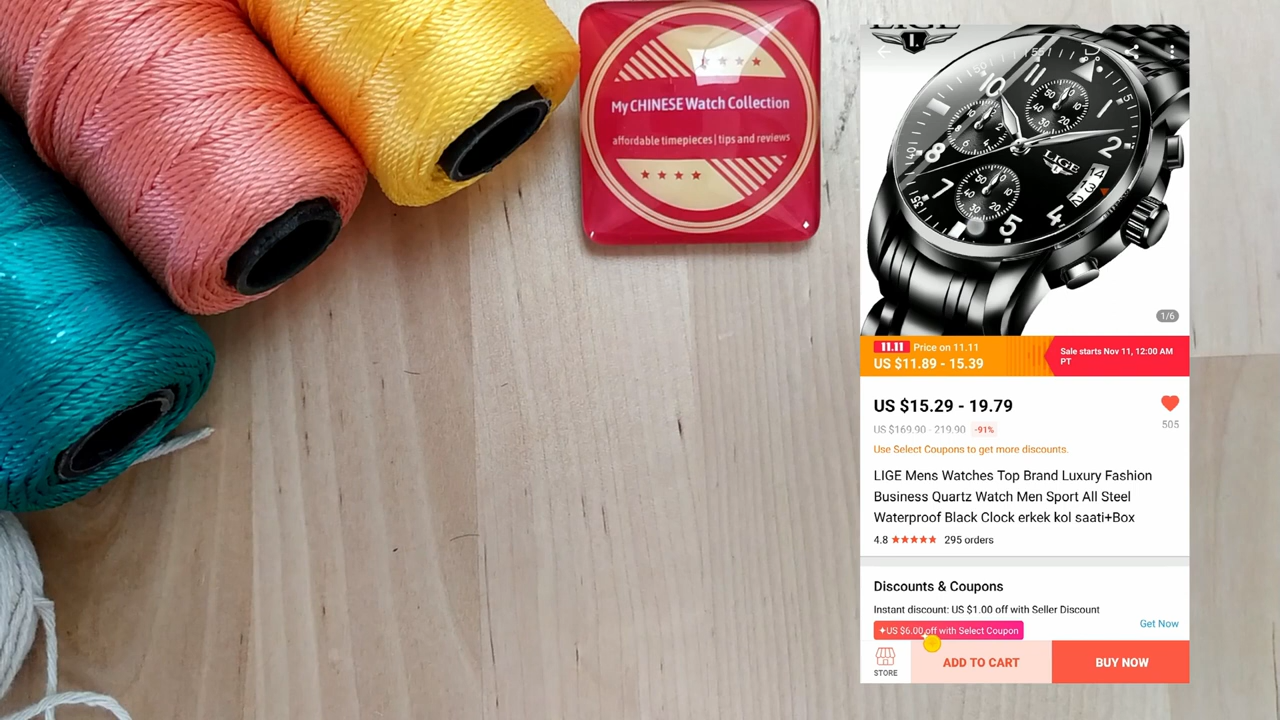 My CHINESE Watch Collection
affordable timepieces | tips and reviews
LIGE
LIGE
1/6
11.11 Price on 11.11
US $11.89 - 15.39
Sale starts Nov 11, 12:00 AM
PT
US $15.29 - 19.79
US $169.90 - 219.90 -91%
505
Use Select Coupons to get more discounts.
LIGE Mens Watches Top Brand Luxury Fashion
Business Quartz Watch Men Sport All Steel
Waterproof Black Clock erkek kol saati+Box
4.8 295 orders
Discounts & Coupons
Instant discount: US $1.00 off with Seller Discount
Get Now
US $6.00 off with Select Coupon
STORE
ADD TO CART
BUY NOW